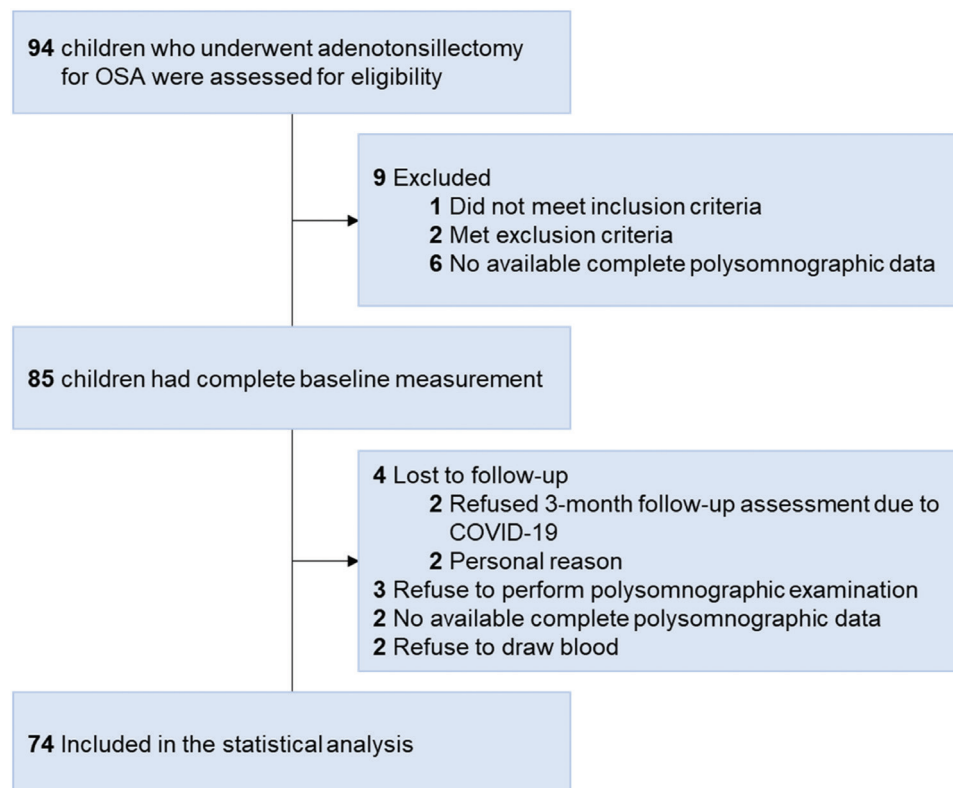 94 children who underwent adenotonsillectomy
for OSA were assessed for eligibility
9 Excluded
1 Did not meet inclusion criteria
2 Met exclusion criteria
6 No available complete polysomnographic data
85 children had complete baseline measurement
4 Lost to follow-up
2 Refused 3-month follow-up assessment due to
COVID-19
2 Personal reason
3 Refuse to perform polysomnographic examination
2 No available complete polysomnographic data
2 Refuse to draw blood
74 Included in the statistical analysis